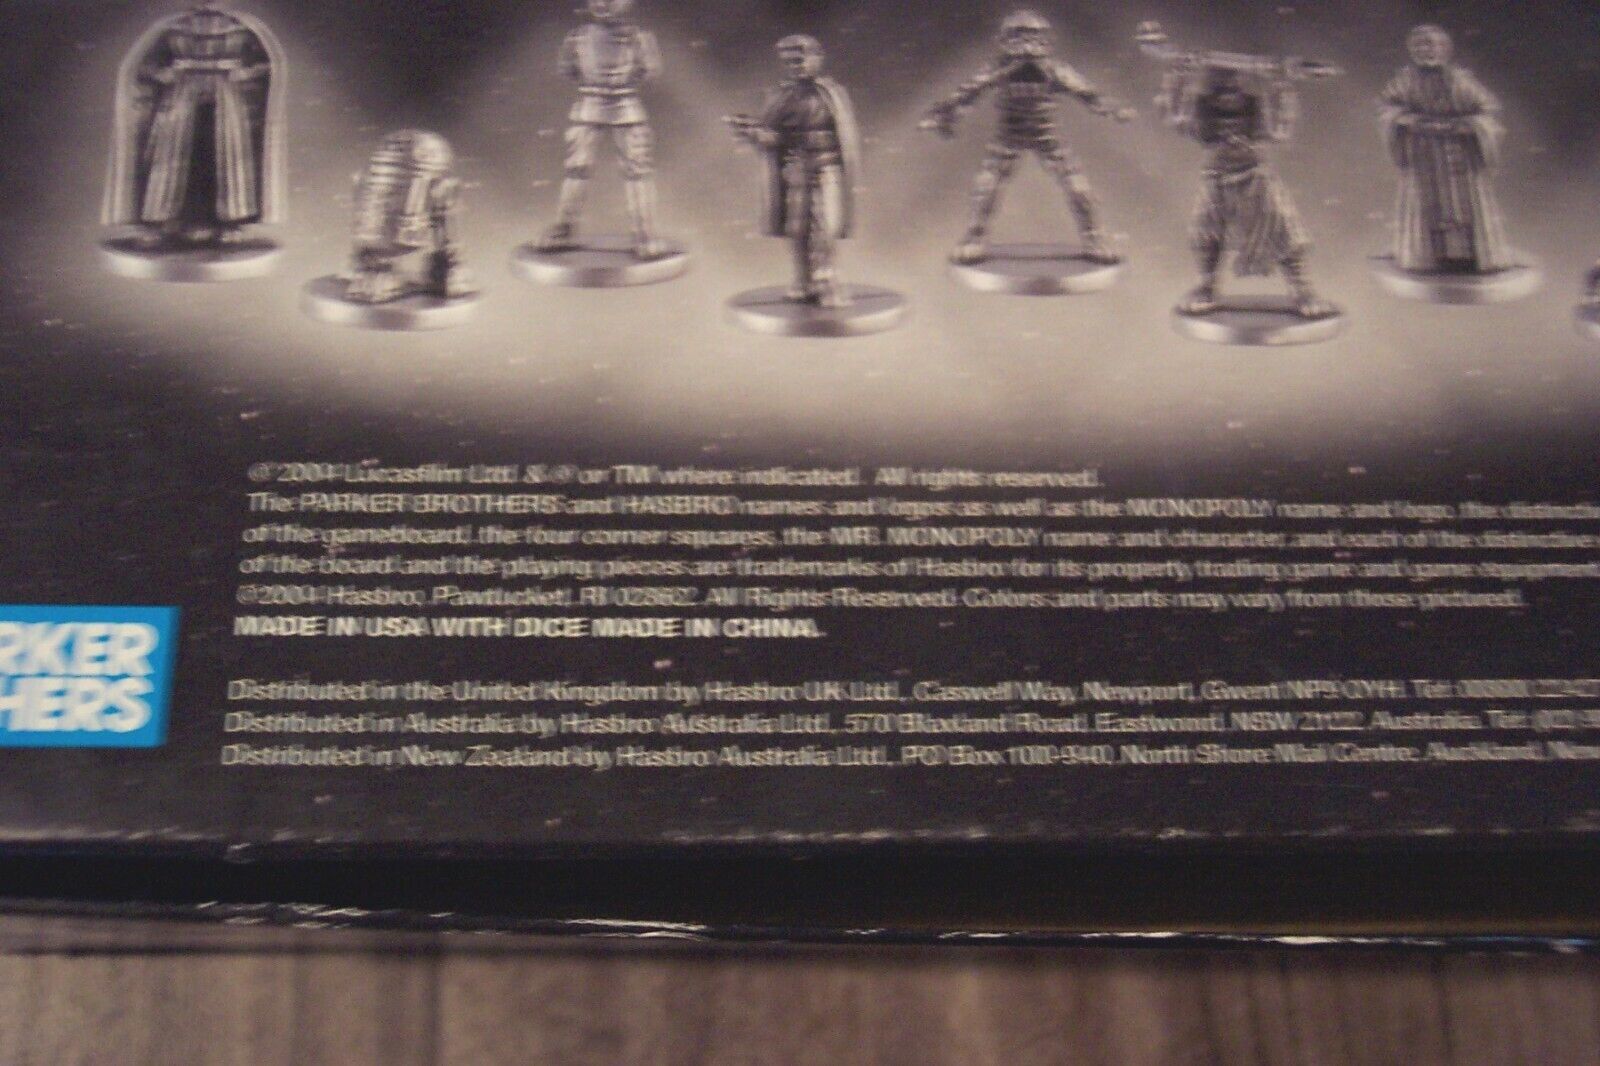 © 2004 Lucasfilm Ltd. & ® or TM where indicated. All rights reserved.
The PARKER BROTHERS and HASBRO names and logos as well as the MONOPOLY name and logo, the distinctive
of the gameboard, the four corner squares, the MR. MONOPOLY name and character, and each of the distinctive
of the board and the playing pieces are trademarks of Hasbro for its property trading game and game equipment.
©2004 Hasbro, Pawtucket, RI 02862. All Rights Reserved. Colors and parts may vary from those pictured.
MADE IN USA WITH DICE MADE IN CHINA.
RKER
HERS
Distributed in the United Kingdom by Hasbro UK Ltd., Caswell Way, Newport, Gwent NP9 0YH. Tel:
Distributed in Australia by Hasbro Australia Ltd., 570 Blaxland Road, Eastwood, NSW 2122, Australia. Tel: (02)
Distributed in New Zealand by Hasbro Australia Ltd., PO Box 100-940, North Shore Mail Centre, Auckland, New